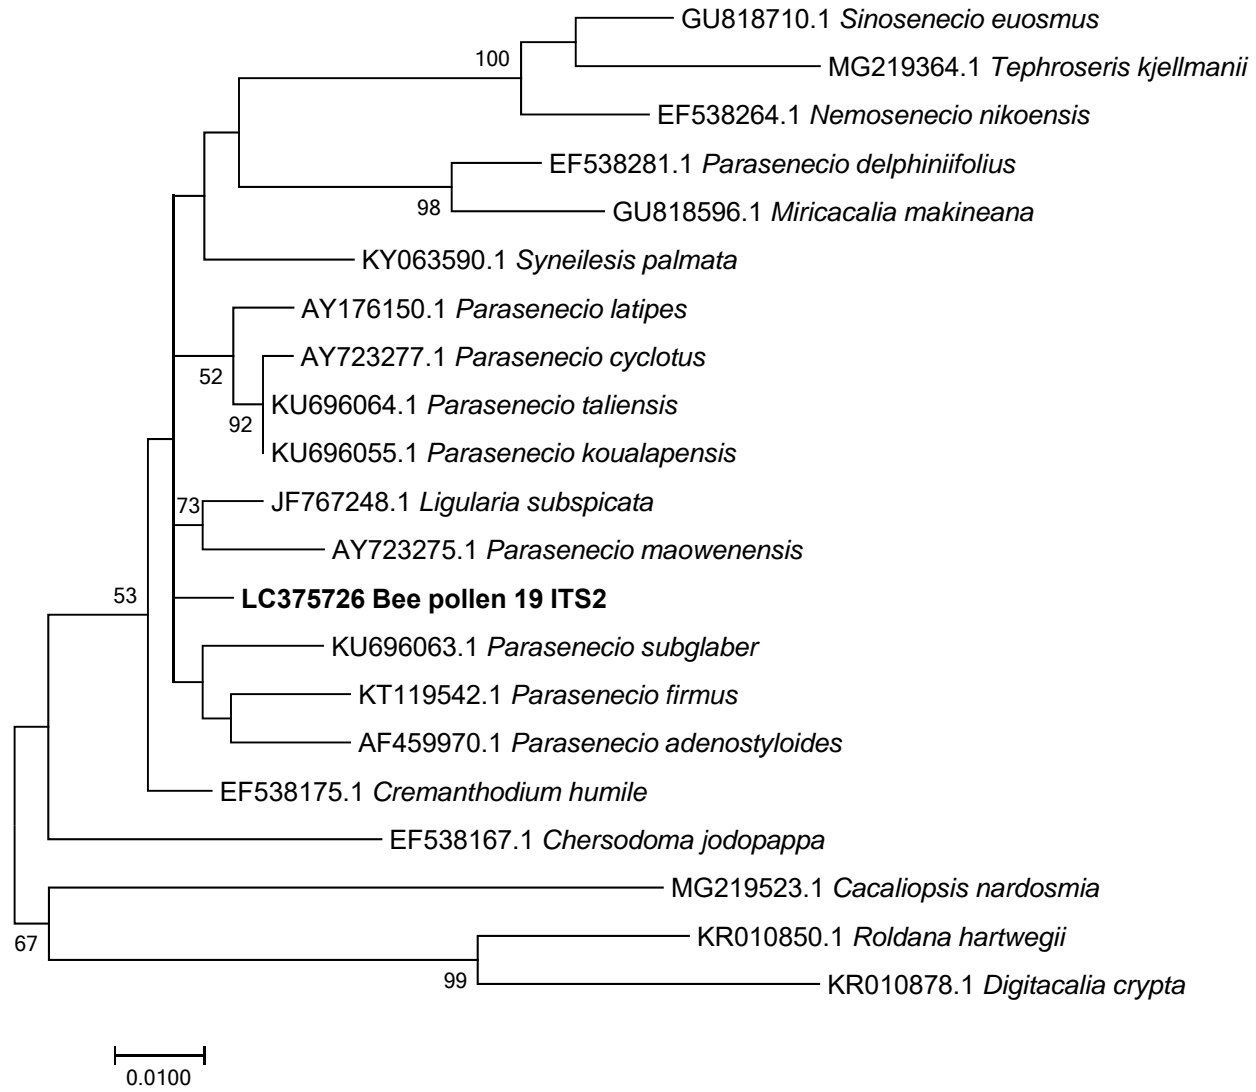 GU818710.1 Sinosenecio euosmus
100
MG219364.1 Tephroseris kjellmanii
EF538264.1 Nemosenecio nikoensis
EF538281.1 Parasenecio delphiniifolius
98
GU818596.1 Miricacalia makineana
KY063590.1 Syneilesis palmata
AY176150.1 Parasenecio latipes
AY723277.1 Parasenecio cyclotus
52
KU696064.1 Parasenecio taliensis
92
KU696055.1 Parasenecio koualapensis
73
JF767248.1 Ligularia subspicata
AY723275.1 Parasenecio maowenensis
53
LC375726 Bee pollen 19 ITS2
KU696063.1 Parasenecio subglaber
KT119542.1 Parasenecio firmus
AF459970.1 Parasenecio adenostyloides
EF538175.1 Cremanthodium humile
EF538167.1 Chersodoma jodopappa
MG219523.1 Cacaliopsis nardosmia
67
KR010850.1 Roldana hartwegii
99
KR010878.1 Digitacalia crypta
0.0100